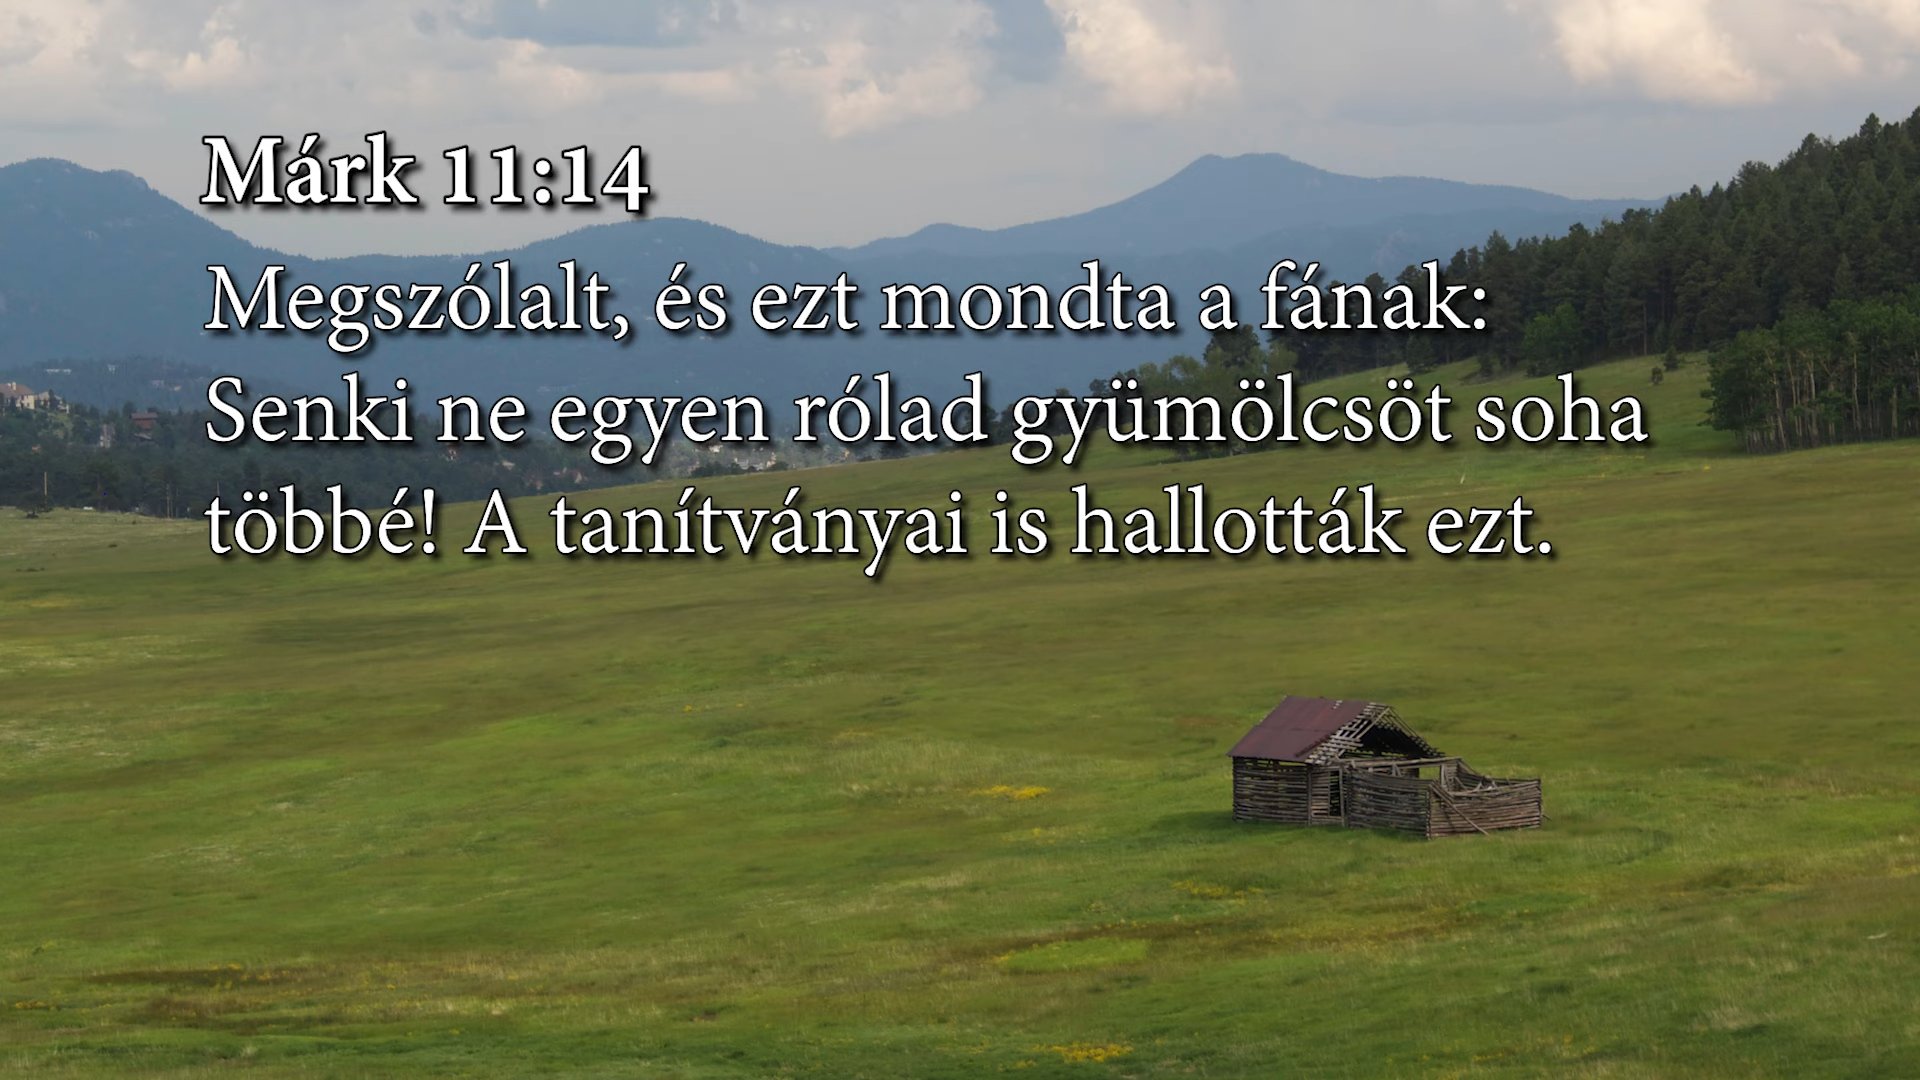 Márk 11:14
Megszólalt, és ezt mondta a fának:
Senki ne egyen rólad gyümölcsöt soha
többé! A tanítványai is hallották ezt.